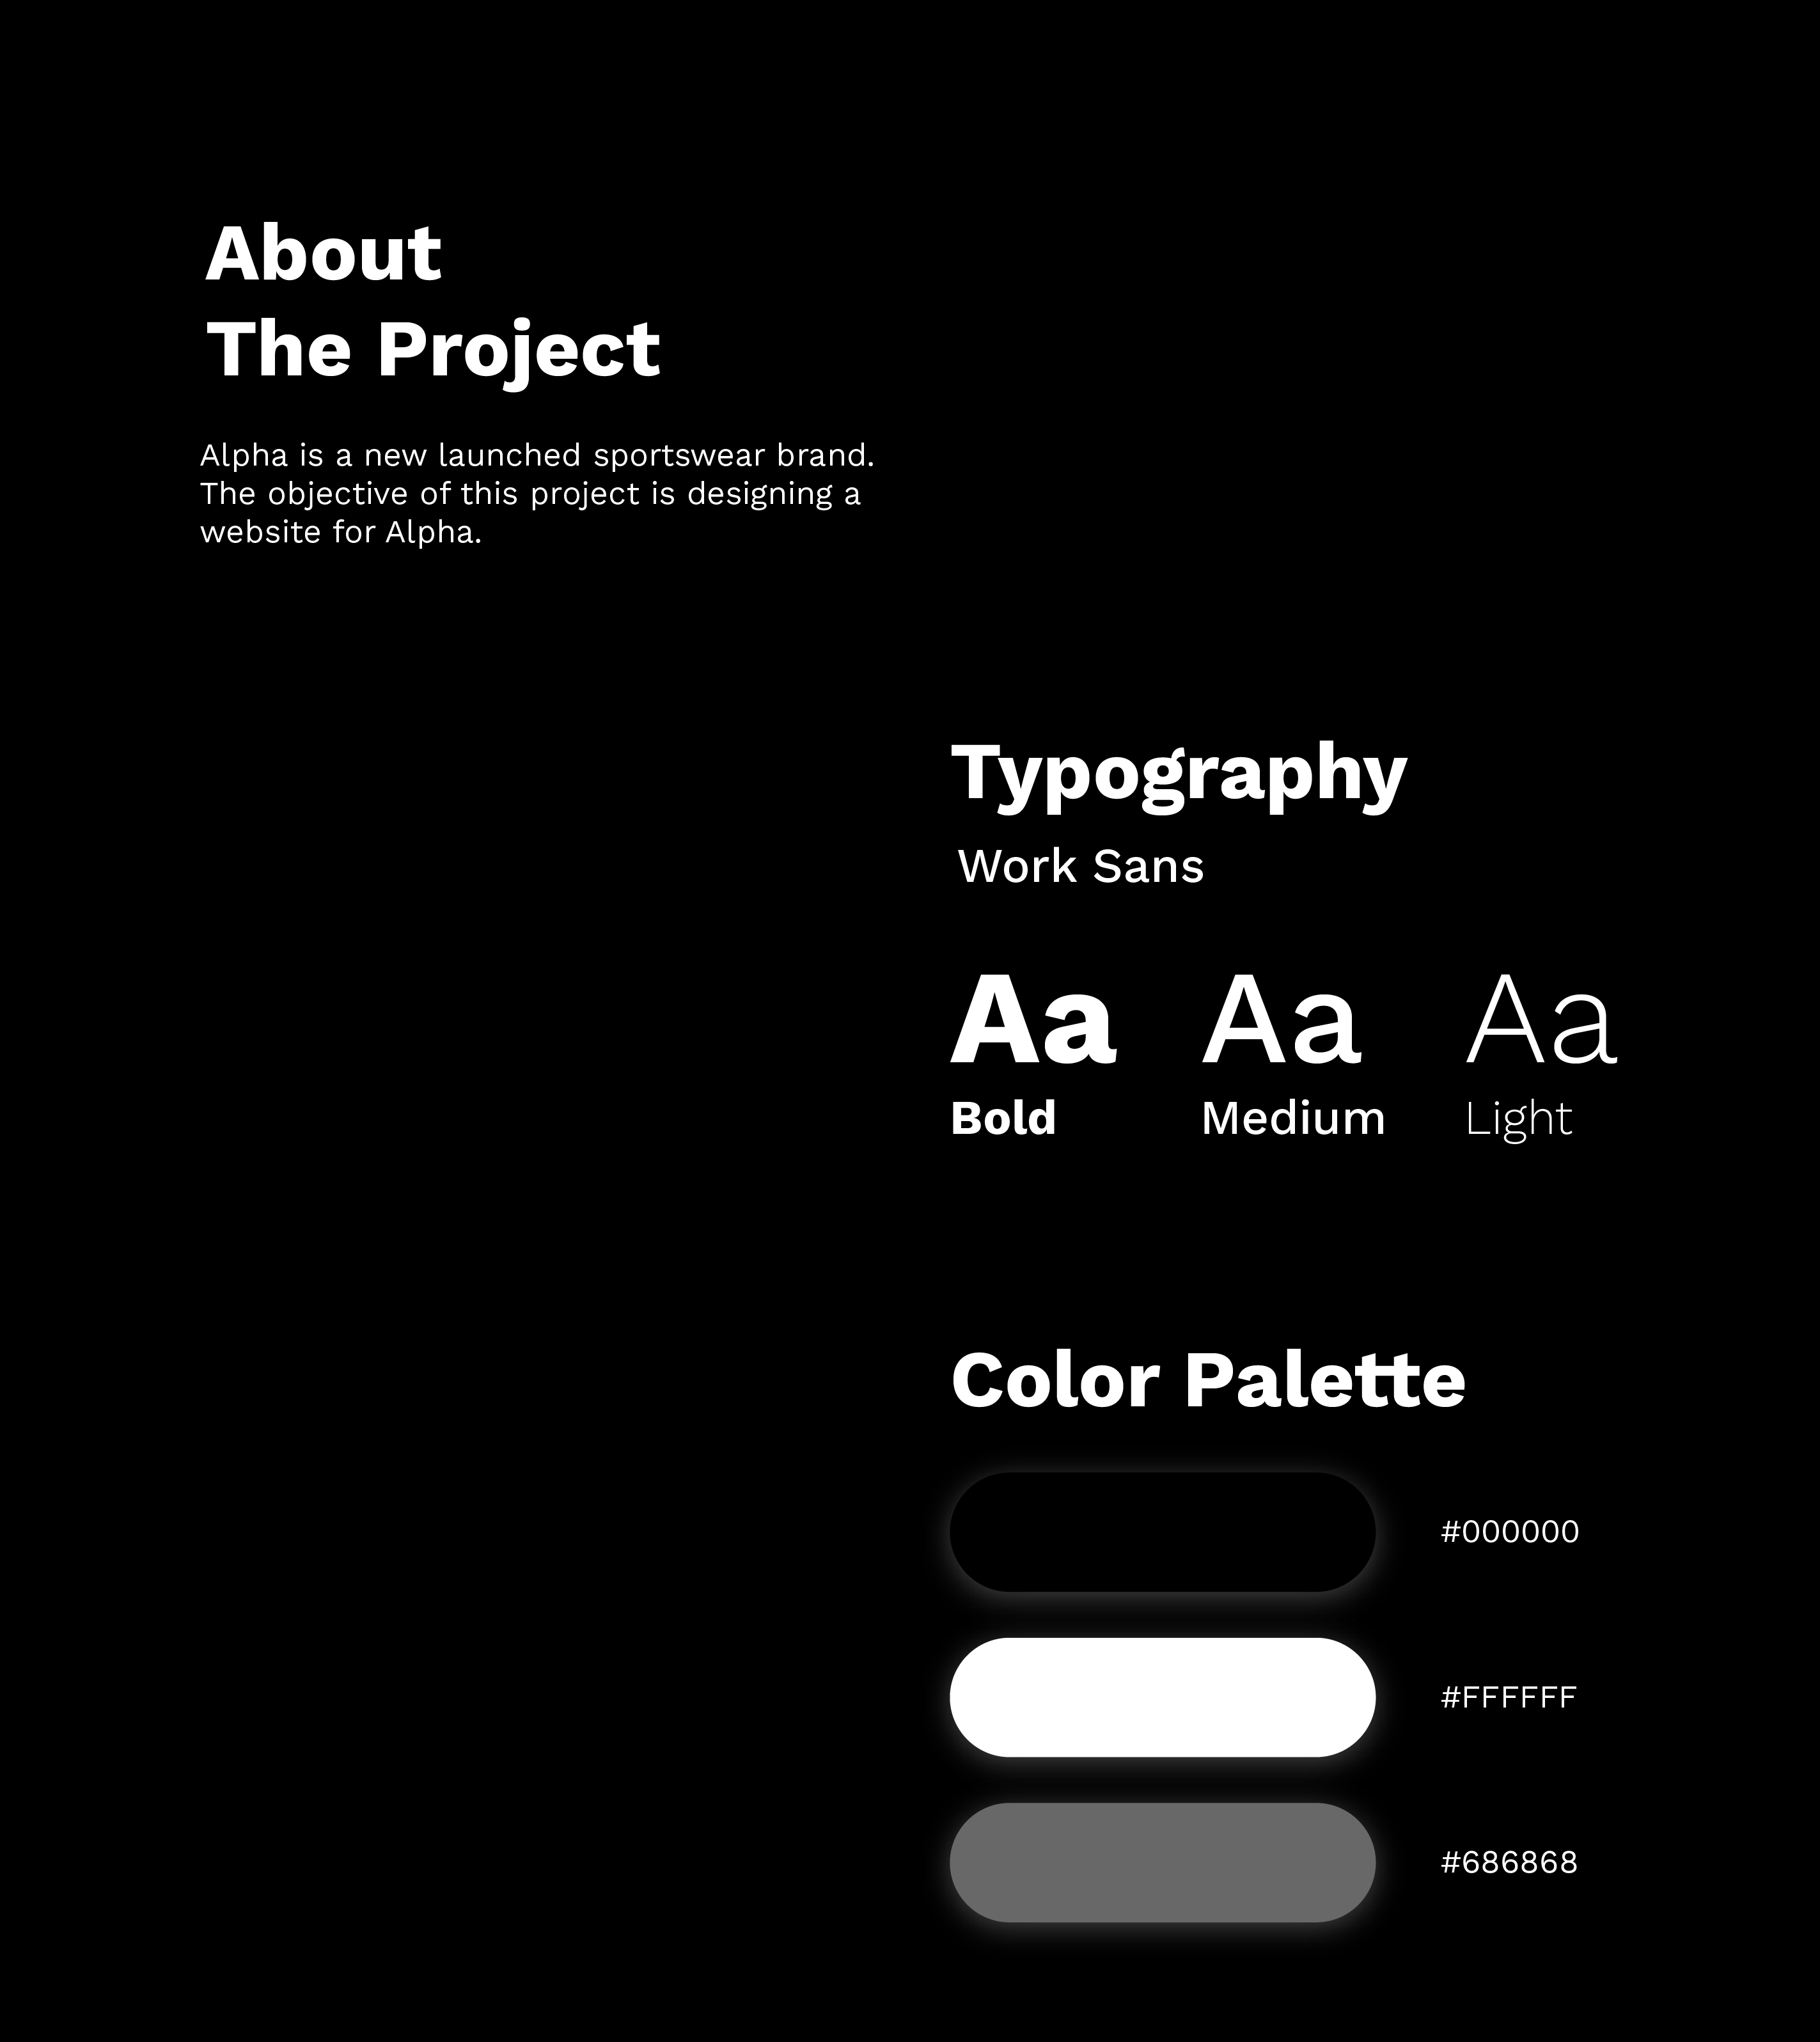 About
The Project
Alpha is a new launched sportswear brand.
The objective of this project is designing a
website for Alpha.
Typography
Work Sans
Aa Aa Aa
Bold Medium Light
Color Palette
#000000
#FFFFFF
#686868